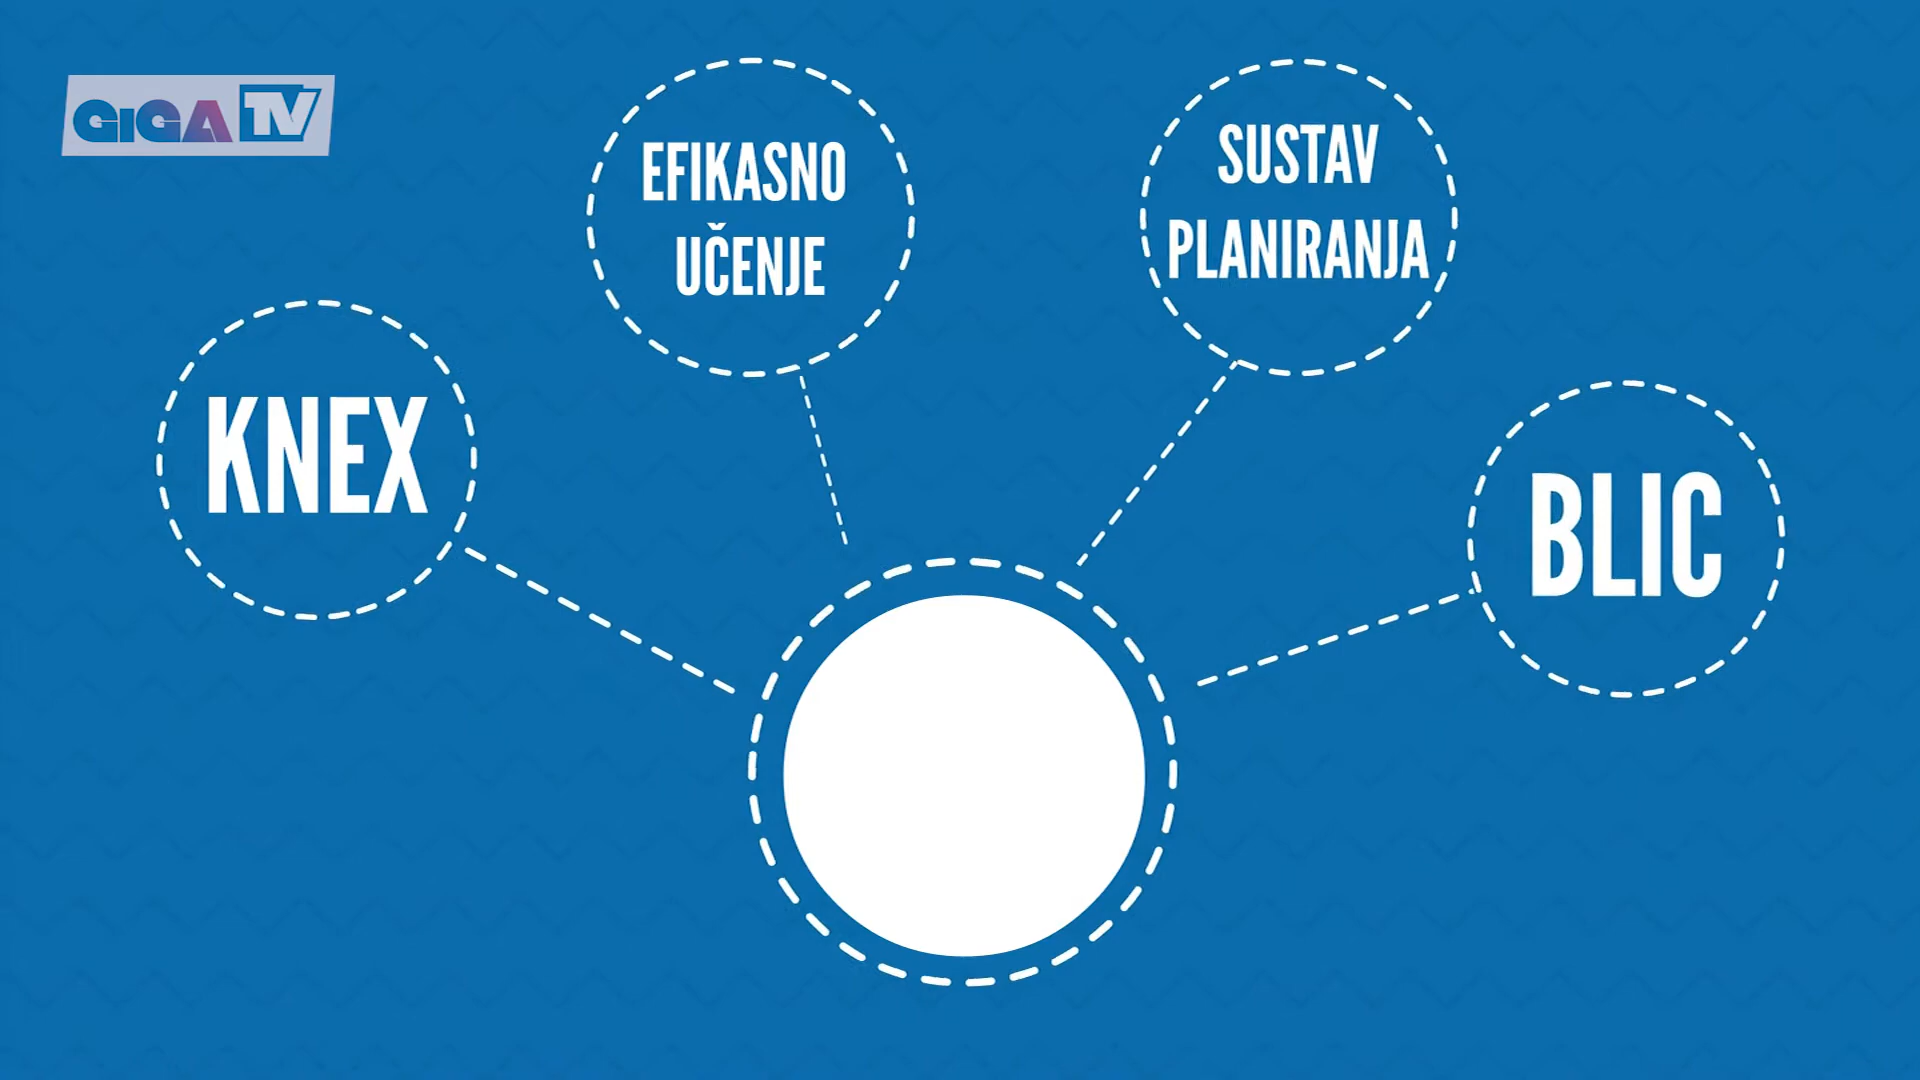 GIGA TV
EFIKASNO
UČENJE
SUSTAV
PLANIRANJA
KNEX
BLIC